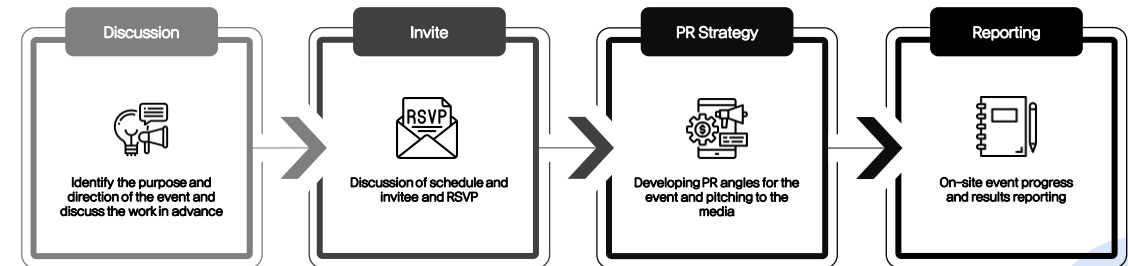 Discussion
Identify the purpose and
direction of the event and
discuss the work in advance
Invite
RSVP
Discussion of schedule and
invitee and RSVP
PR Strategy
$
Developing PR angles for the
event and pitching to the
media
Reporting
On-site event progress
and results reporting